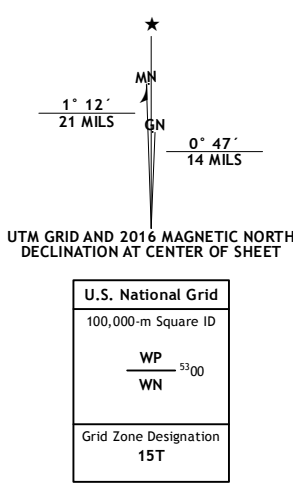 ★
MN
1° 12´
21 MILS
GN
0° 47´
14 MILS
UTM GRID AND 2016 MAGNETIC NORTH
DECLINATION AT CENTER OF SHEET
U.S. National Grid
100,000-m Square ID
WP
5300
WN
Grid Zone Designation
15T